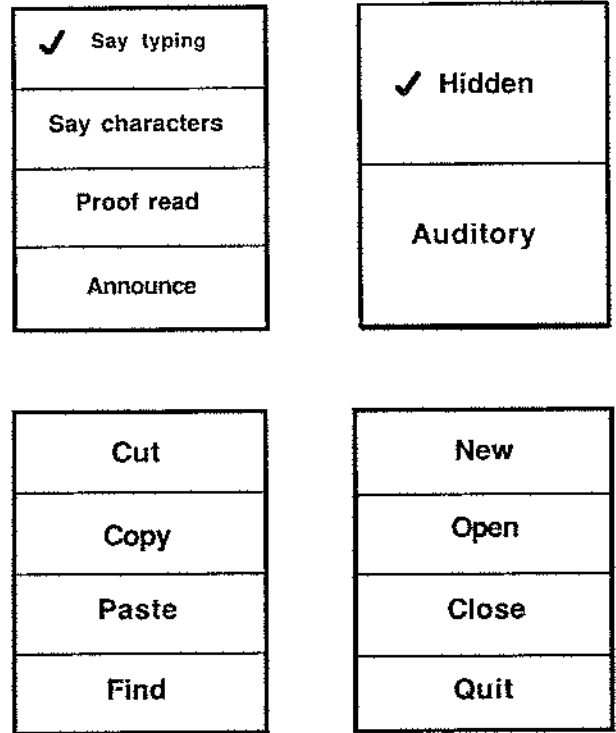 ✓ Say typing
Say characters
Proof read
Announce
✓ Hidden
Auditory
Cut
Copy
Paste
Find
New
Open
Close
Quit